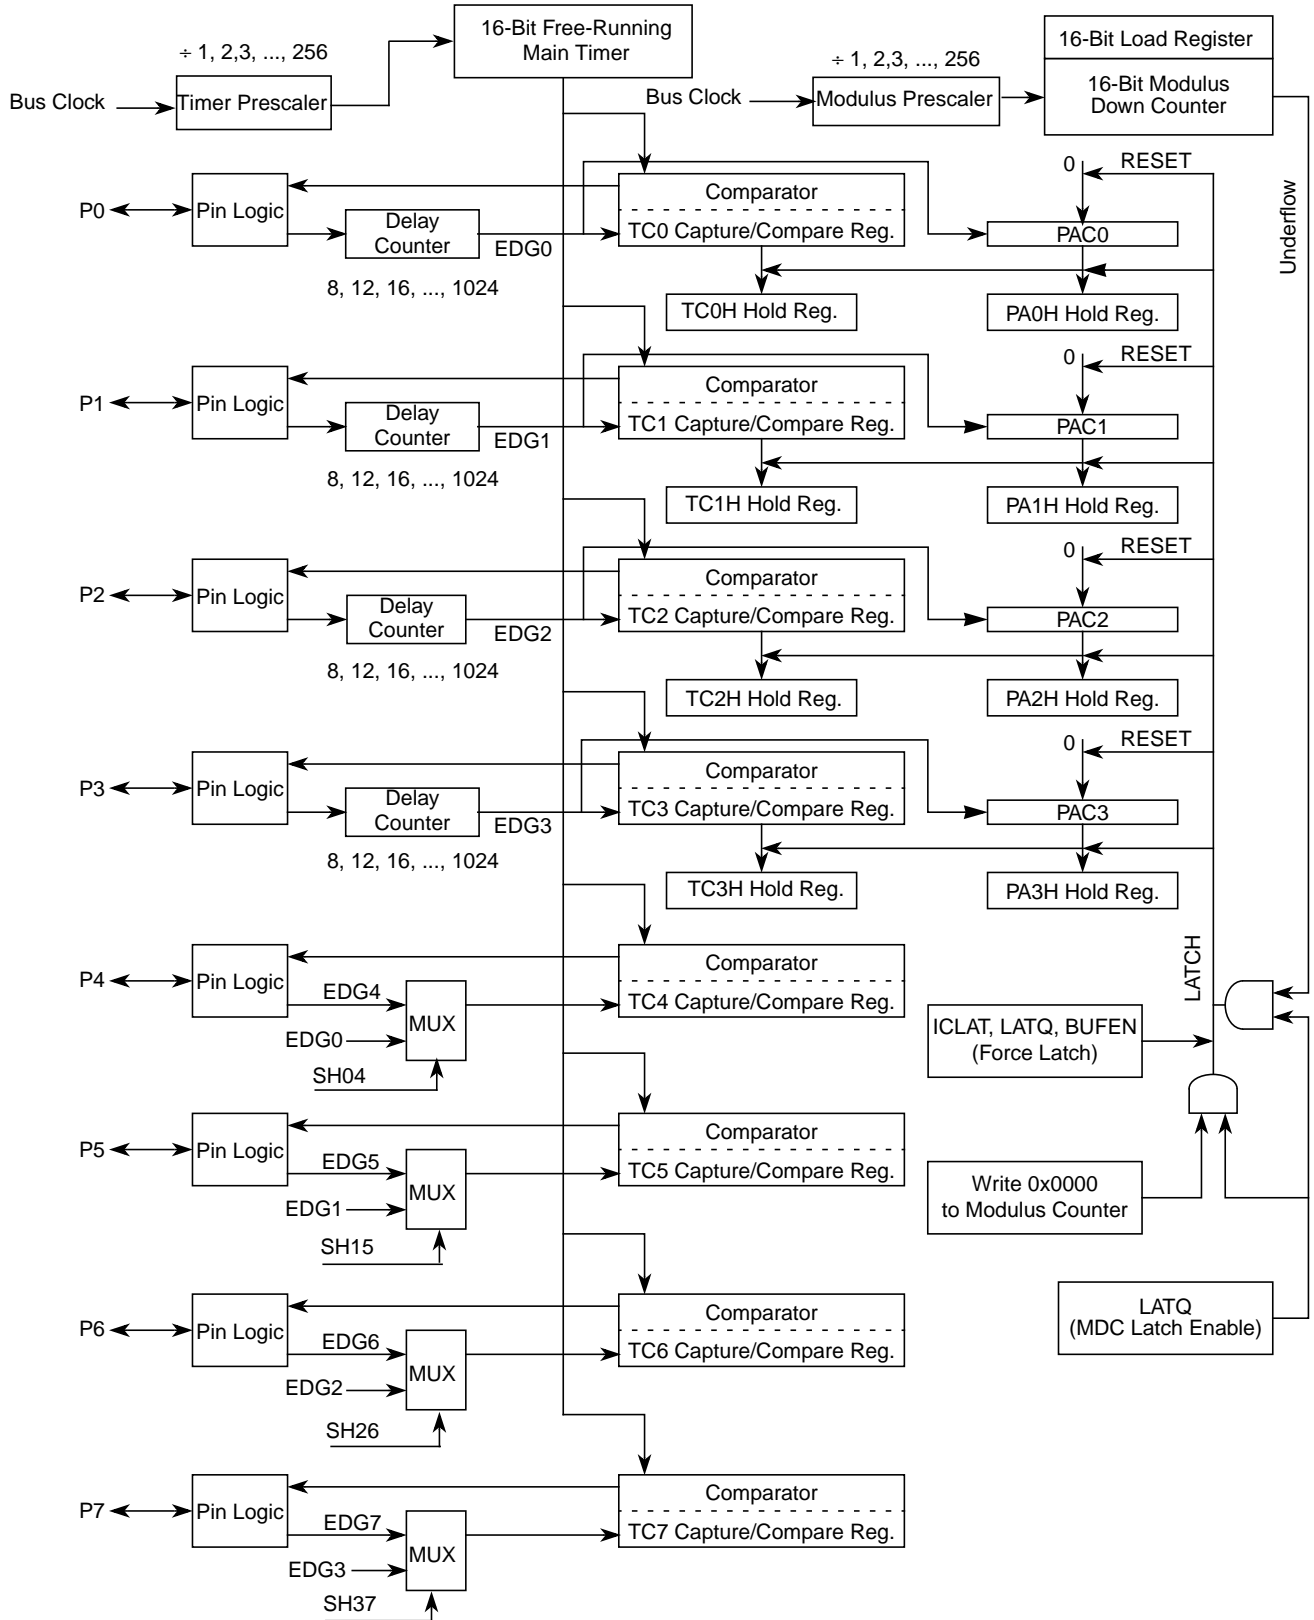 16-Bit Free-Running
Main Timer
16-Bit Load Register
16-Bit Modulus
Down Counter
÷ 1, 2,3, ..., 256
Bus Clock
Timer Prescaler
÷ 1, 2,3, ..., 256
Bus Clock
Modulus Prescaler
Underflow
P0
Pin Logic
Delay
Counter
EDG0
8, 12, 16, ..., 1024
Comparator
TC0 Capture/Compare Reg.
TC0H Hold Reg.
0
RESET
PAC0
PA0H Hold Reg.
P1
Pin Logic
Delay
Counter
EDG1
8, 12, 16, ..., 1024
Comparator
TC1 Capture/Compare Reg.
TC1H Hold Reg.
0
RESET
PAC1
PA1H Hold Reg.
P2
Pin Logic
Delay
Counter
EDG2
8, 12, 16, ..., 1024
Comparator
TC2 Capture/Compare Reg.
TC2H Hold Reg.
0
RESET
PAC2
PA2H Hold Reg.
P3
Pin Logic
Delay
Counter
EDG3
8, 12, 16, ..., 1024
Comparator
TC3 Capture/Compare Reg.
TC3H Hold Reg.
0
RESET
PAC3
PA3H Hold Reg.
LATCH
P4
Pin Logic
EDG4
EDG0
MUX
SH04
Comparator
TC4 Capture/Compare Reg.
ICLAT, LATQ, BUFEN
(Force Latch)
P5
Pin Logic
EDG5
EDG1
MUX
SH15
Comparator
TC5 Capture/Compare Reg.
Write 0x0000
to Modulus Counter
P6
Pin Logic
EDG6
EDG2
MUX
SH26
Comparator
TC6 Capture/Compare Reg.
LATQ
(MDC Latch Enable)
P7
Pin Logic
EDG7
EDG3
MUX
SH37
Comparator
TC7 Capture/Compare Reg.